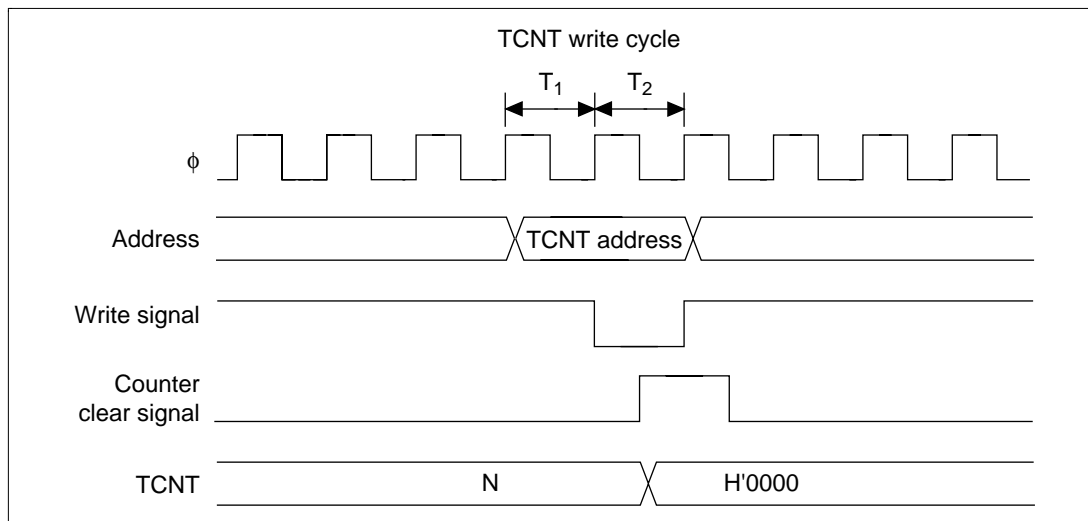 TCNT write cycle
T1 T2
ϕ
Address
TCNT address
Write signal
Counter
clear signal
TCNT
N
H'0000